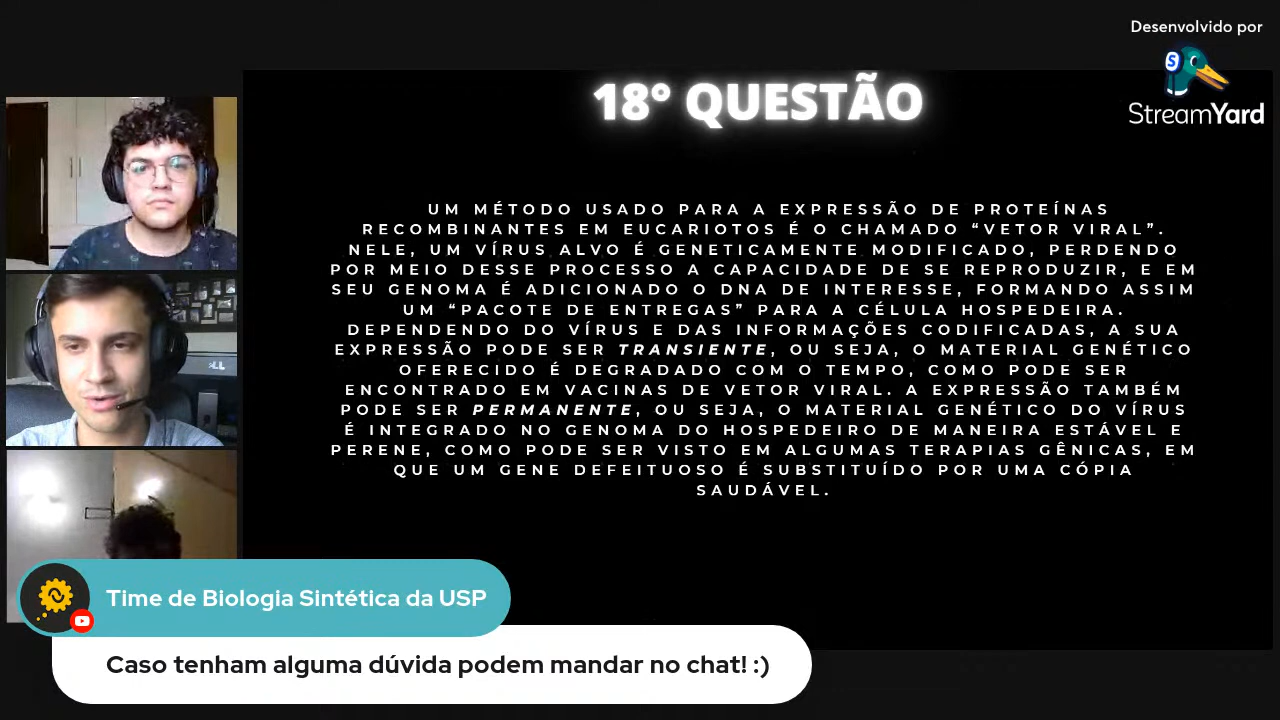 Desenvolvido por
StreamYard
18° QUESTÃO
UM MÉTODO USADO PARA A EXPRESSÃO DE PROTEÍNAS
RECOMBINANTES EM EUCARIOTOS É O CHAMADO “VETOR VIRAL”.
NELE, UM VÍRUS ALVO É GENETICAMENTE MODIFICADO, PERDENDO
POR MEIO DESSE PROCESSO A CAPACIDADE DE SE REPRODUZIR, E EM
SEU GENOMA É ADICIONADO O DNA DE INTERESSE, FORMANDO ASSIM
UM “PACOTE DE ENTREGAS” PARA A CÉLULA HOSPEDEIRA.
DEPENDENDO DO VÍRUS E DAS INFORMAÇÕES CODIFICADAS, A SUA
EXPRESSÃO PODE SER TRANSIENTE, OU SEJA, O MATERIAL GENÉTICO
OFERECIDO É DEGRADADO COM O TEMPO, COMO PODE SER
ENCONTRADO EM VACINAS DE VETOR VIRAL. A EXPRESSÃO TAMBÉM
PODE SER PERMANENTE, OU SEJA, O MATERIAL GENÉTICO DO VÍRUS
É INTEGRADO NO GENOMA DO HOSPEDEIRO DE MANEIRA ESTÁVEL E
PERENE, COMO PODE SER VISTO EM ALGUMAS TERAPIAS GÊNICAS, EM
QUE UM GENE DEFEITUOSO É SUBSTITUÍDO POR UMA CÓPIA
SAUDÁVEL.
DELL
Time de Biologia Sintética da USP
Caso tenham alguma dúvida podem mandar no chat! :)